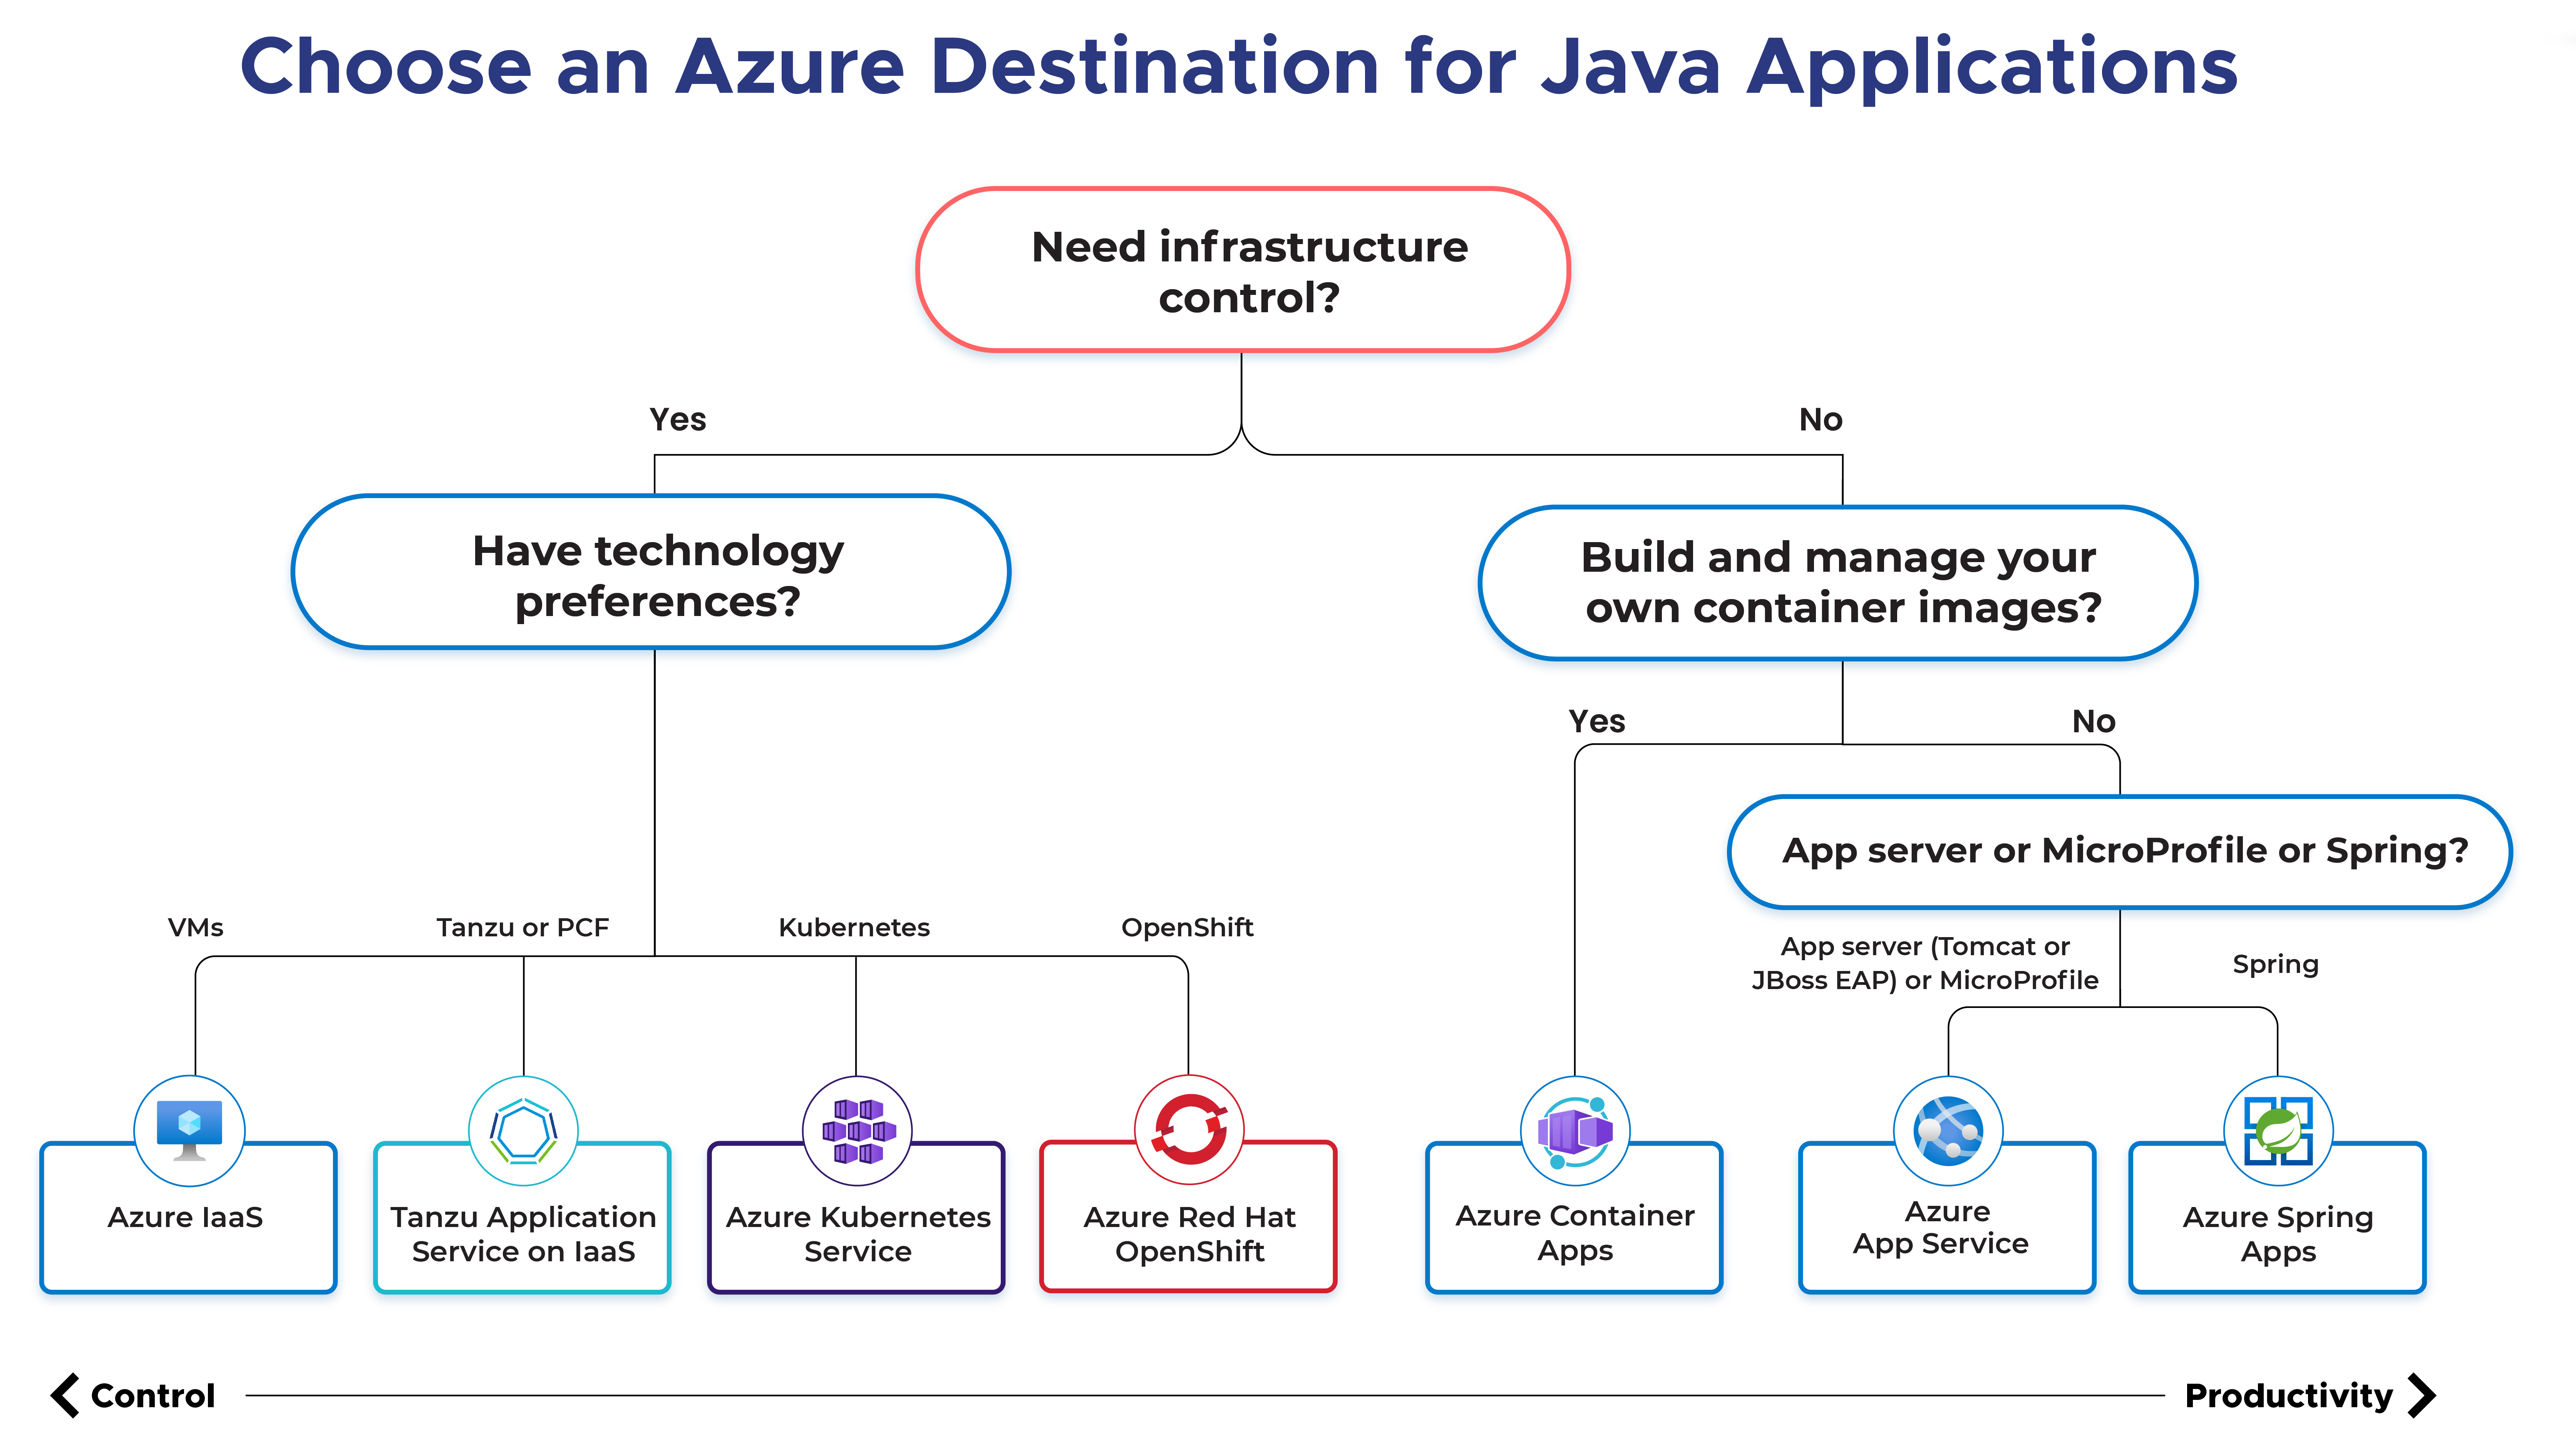 Choose an Azure Destination for Java Applications
Need infrastructure
control?
Yes
No
Have technology
preferences?
Build and manage your
own container images?
Yes
No
App server or MicroProfile or Spring?
VMs
Tanzu or PCF
Kubernetes
OpenShift
App server (Tomcat or
JBoss EAP) or MicroProfile
Spring
Azure IaaS
Tanzu Application
Service on IaaS
Azure Kubernetes
Service
Azure Red Hat
OpenShift
Azure Container
Apps
Azure
App Service
Azure Spring
Apps
Control
Productivity